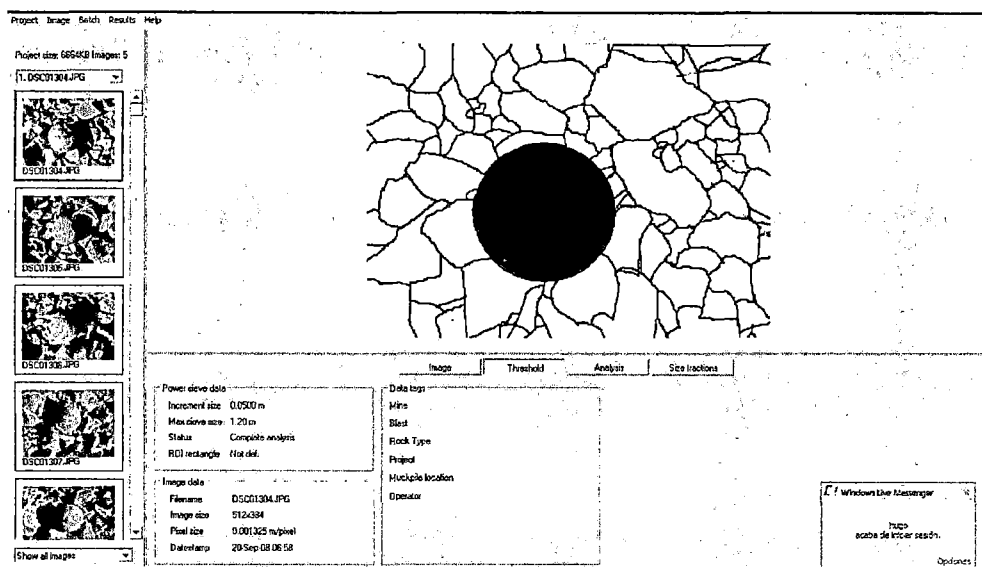 Project Image Batch Results Help
Project size: 6664KB Images: 5
1. DSC01304.JPG
DSC01304.JPG
DSC01305.JPG
DSC01306.JPG
DSC01307.JPG
Show all images
Image Threshold Analysis Size fractions
Power sieve data
Increment size 0.0500 m
Max sieve size 1.20 m
Status Complete analysis
ROI rectangle Not def.
Image data
Filename DSC01304.JPG
Image size 512x384
Pixel size 0.001325 m/pixel
Datestamp 20-Sep-08 06:58
Data tags
Mine
Blast
Rock Type
Project
Muckpile location
Operator
Windows Live Messenger
hugo
acaba de iniciar sesión.
Opciones